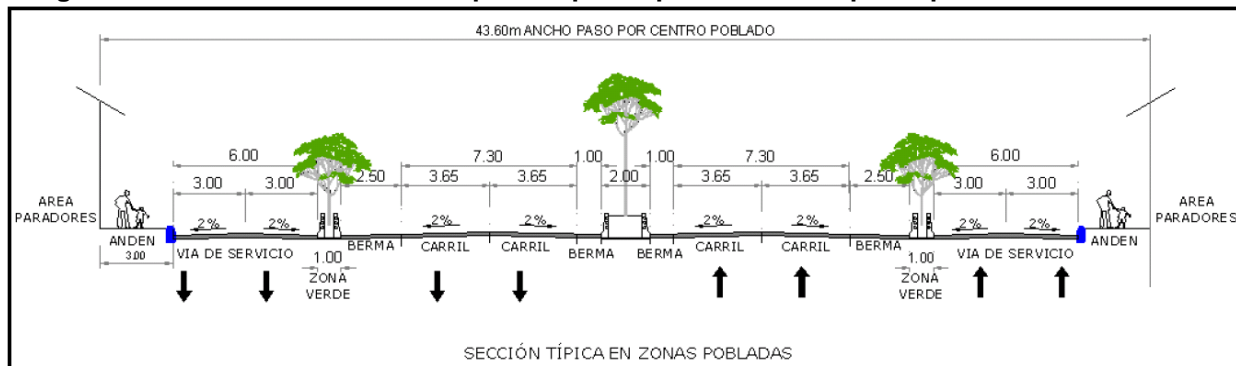 43.60m ANCHO PASO POR CENTRO POBLADO
6.00 7.30 1.00 1.00 7.30 6.00
3.00 3.00 2.50 3.65 3.65 2.00 3.65 3.65 2.50 3.00 3.00
AREA PARADORES
2% 2% 2% 2% 2% 2% 2% 2%
AREA PARADORES
ANDEN
VIA DE SERVICIO
BERMA
CARRIL
CARRIL
BERMA
BERMA
CARRIL
CARRIL
BERMA
VIA DE SERVICIO
ANDEN
3.00
1.00
ZONA
VERDE
1.00
ZONA
VERDE
SECCIÓN TÍPICA EN ZONAS POBLADAS